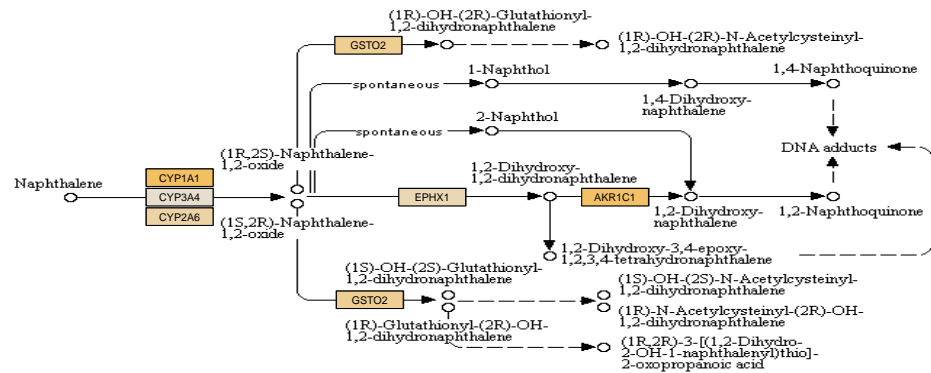 (1R)-OH-(2R)-Glutathionyl-
1,2-dihydronaphthalene
GSTO2
(1R)-OH-(2R)-N-Acetylcysteinyl-
1,2-dihydronaphthalene
1-Naphthol
1,4-Naphthoquinone
spontaneous
1,4-Dihydroxy-
naphthalene
2-Naphthol
spontaneous
DNA adducts
(1R,2S)-Naphthalene-
1,2-oxide
Naphthalene
CYP1A1
CYP3A4
CYP2A6
1,2-Dihydroxy-
1,2-dihydronaphthalene
EPHX1
AKR1C1
1,2-Dihydroxy-
naphthalene
1,2-Naphthoquinone
(1S,2R)-Naphthalene-
1,2-oxide
1,2-Dihydroxy-3,4-epoxy-
1,2,3,4-tetrahydronaphthalene
(1S)-OH-(2S)-Glutathionyl-
1,2-dihydronaphthalene
GSTO2
(1S)-OH-(2S)-N-Acetylcysteinyl-
1,2-dihydronaphthalene
(1R)-N-Acetylcysteinyl-(2R)-OH-
1,2-dihydronaphthalene
(1R)-Glutathionyl-(2R)-OH-
1,2-dihydronaphthalene
(1R,2R)-3-[(1,2-Dihydro-
2-OH-1-naphthalenyl)thio]-
2-oxopropanoic acid